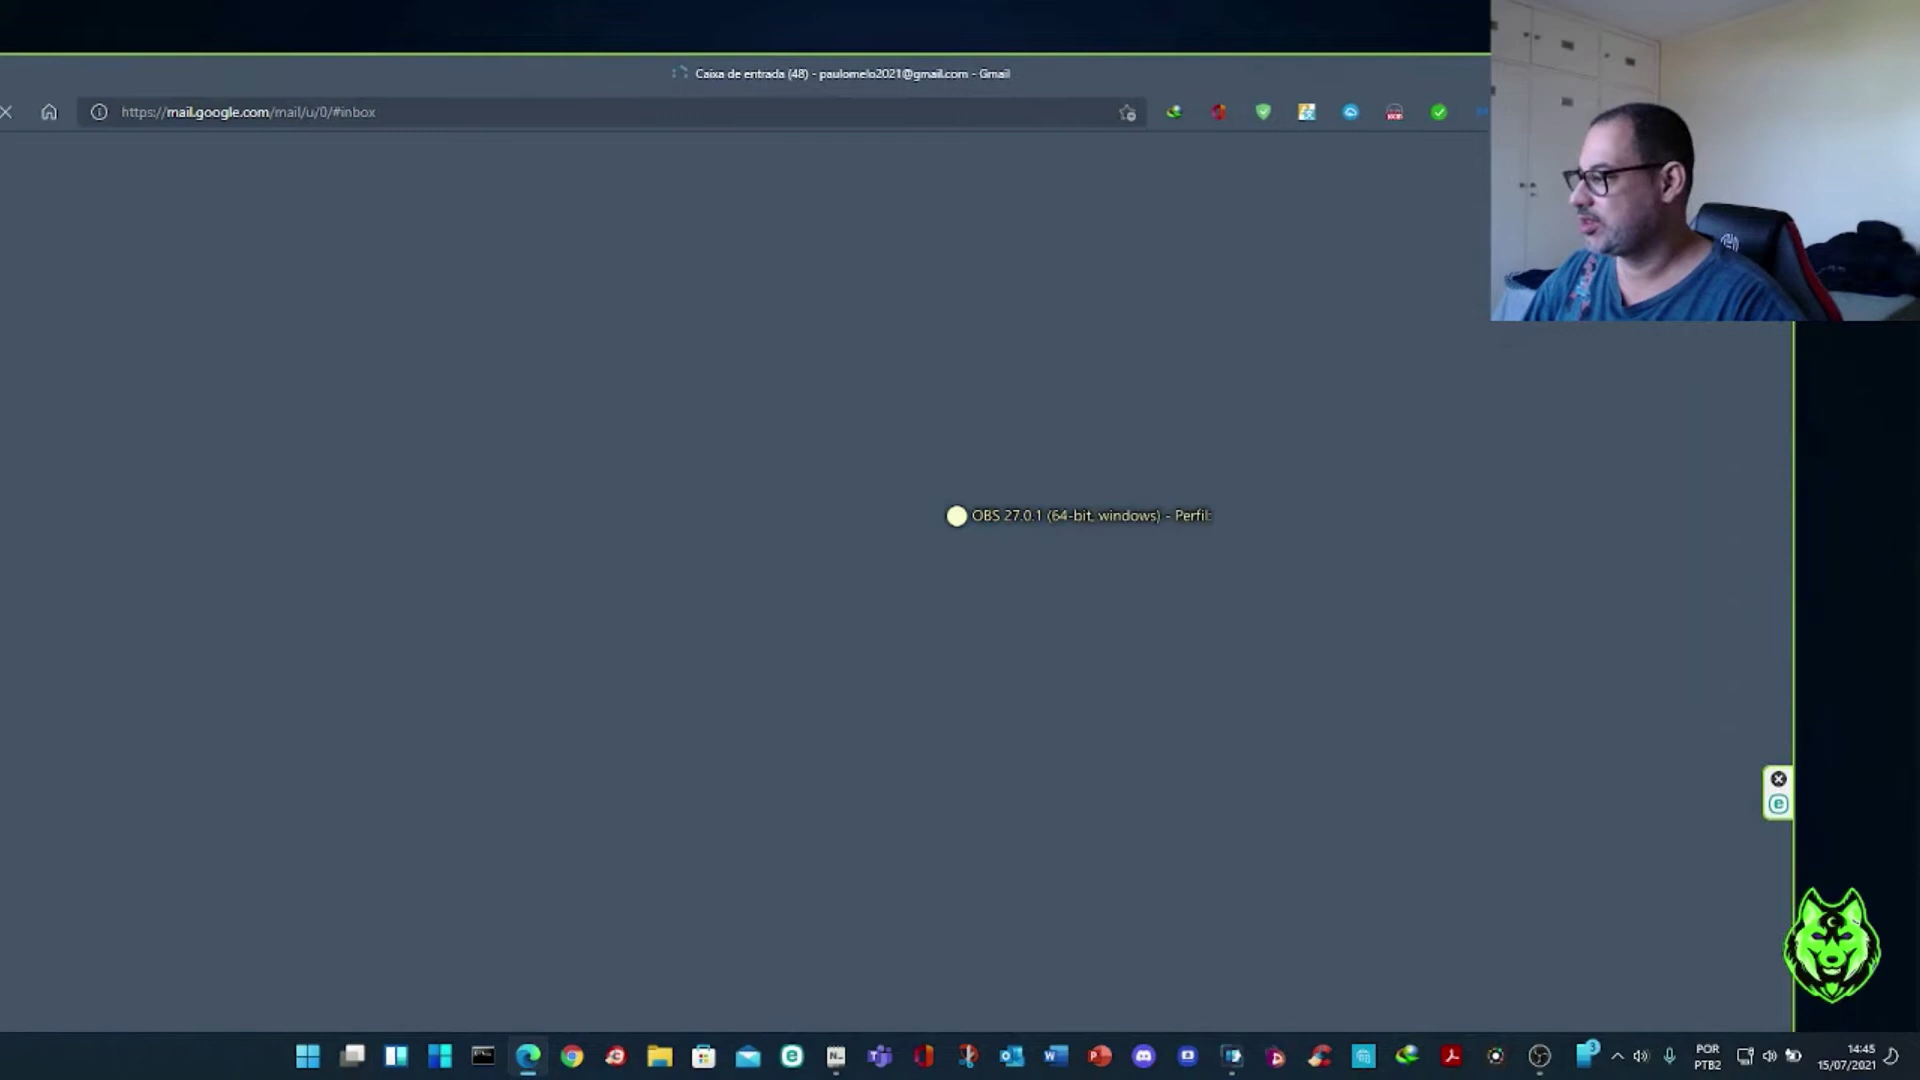 Caixa de entrada (48) - paulomelo2021@gmail.com - Gmail
https://mail.google.com/mail/u/0/#inbox
OBS 27.0.1 (64-bit, windows) - Perfil:
POR
PTB2
14:45
15/07/2021
3